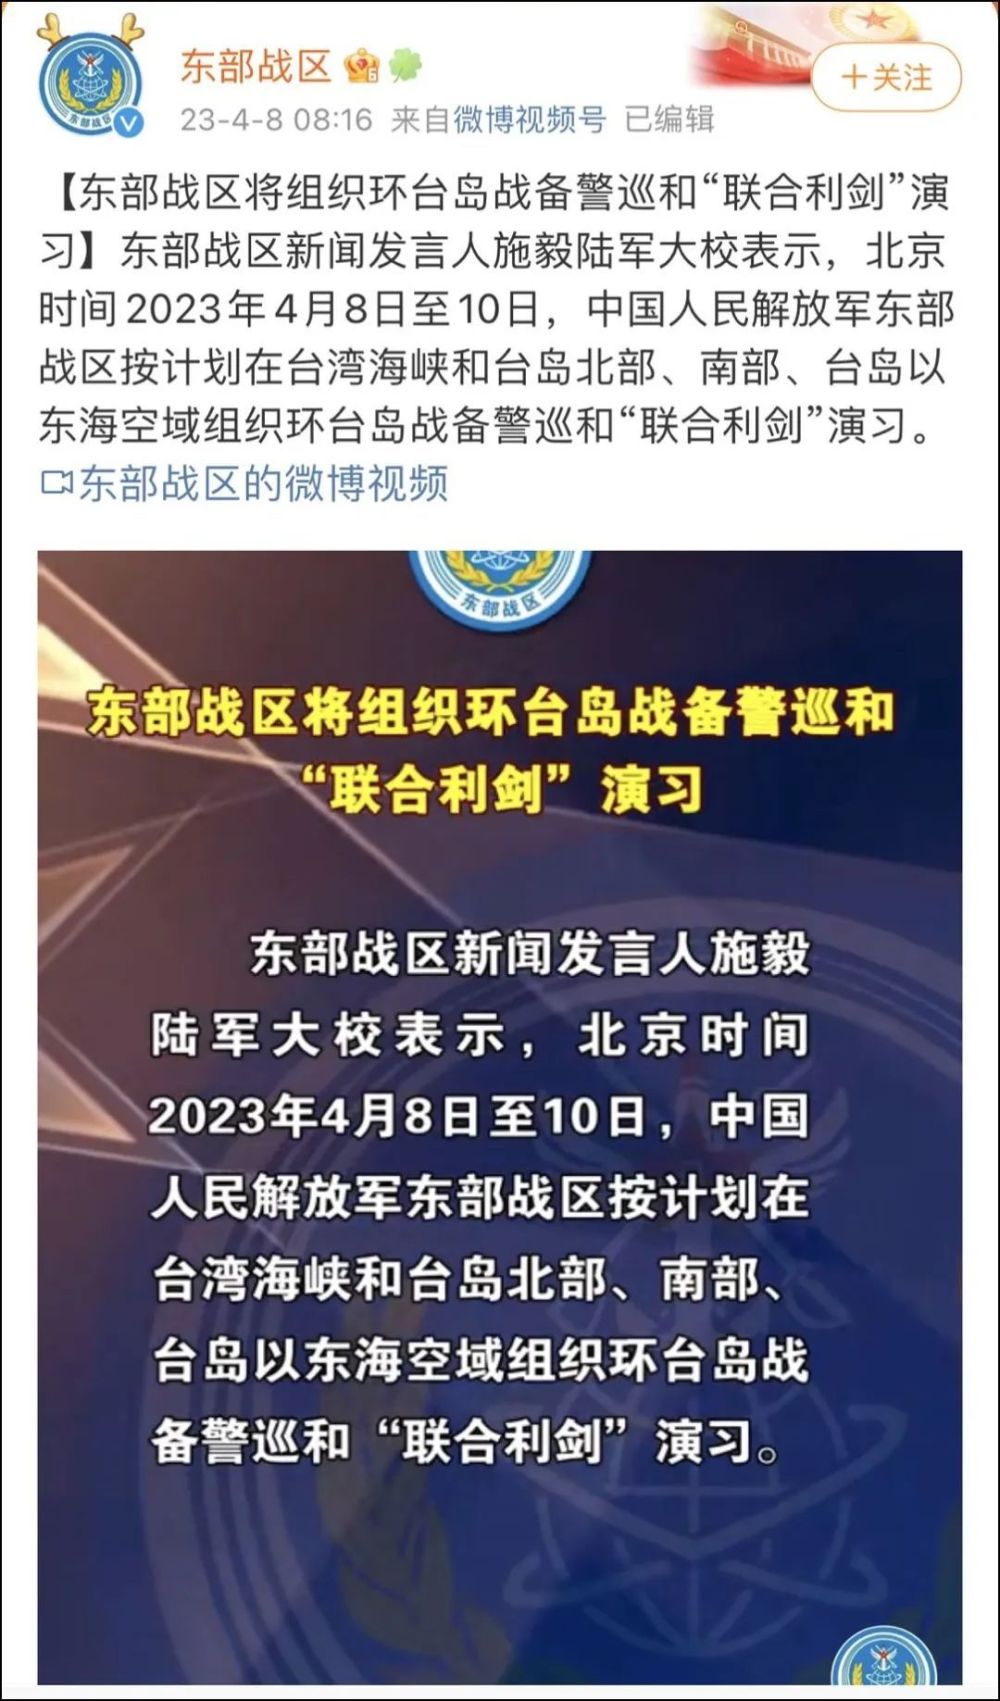 东部战区
+关注
23-4-8 08:16 来自微博视频号 已编辑
【东部战区将组织环台岛战备警巡和“联合利剑”演
习】东部战区新闻发言人施毅陆军大校表示，北京
时间2023年4月8日至10日，中国人民解放军东部
战区按计划在台湾海峡和台岛北部、南部、台岛以
东海空域组织环台岛战备警巡和“联合利剑”演习。
东部战区的微博视频
东部战区
东部战区将组织环台岛战备警巡和
“联合利剑”演习
东部战区新闻发言人施毅
陆军大校表示，北京时间
2023年4月8日至10日，中国
人民解放军东部战区按计划在
台湾海峡和台岛北部、南部、
台岛以东海空域组织环台岛战
备警巡和“联合利剑”演习。